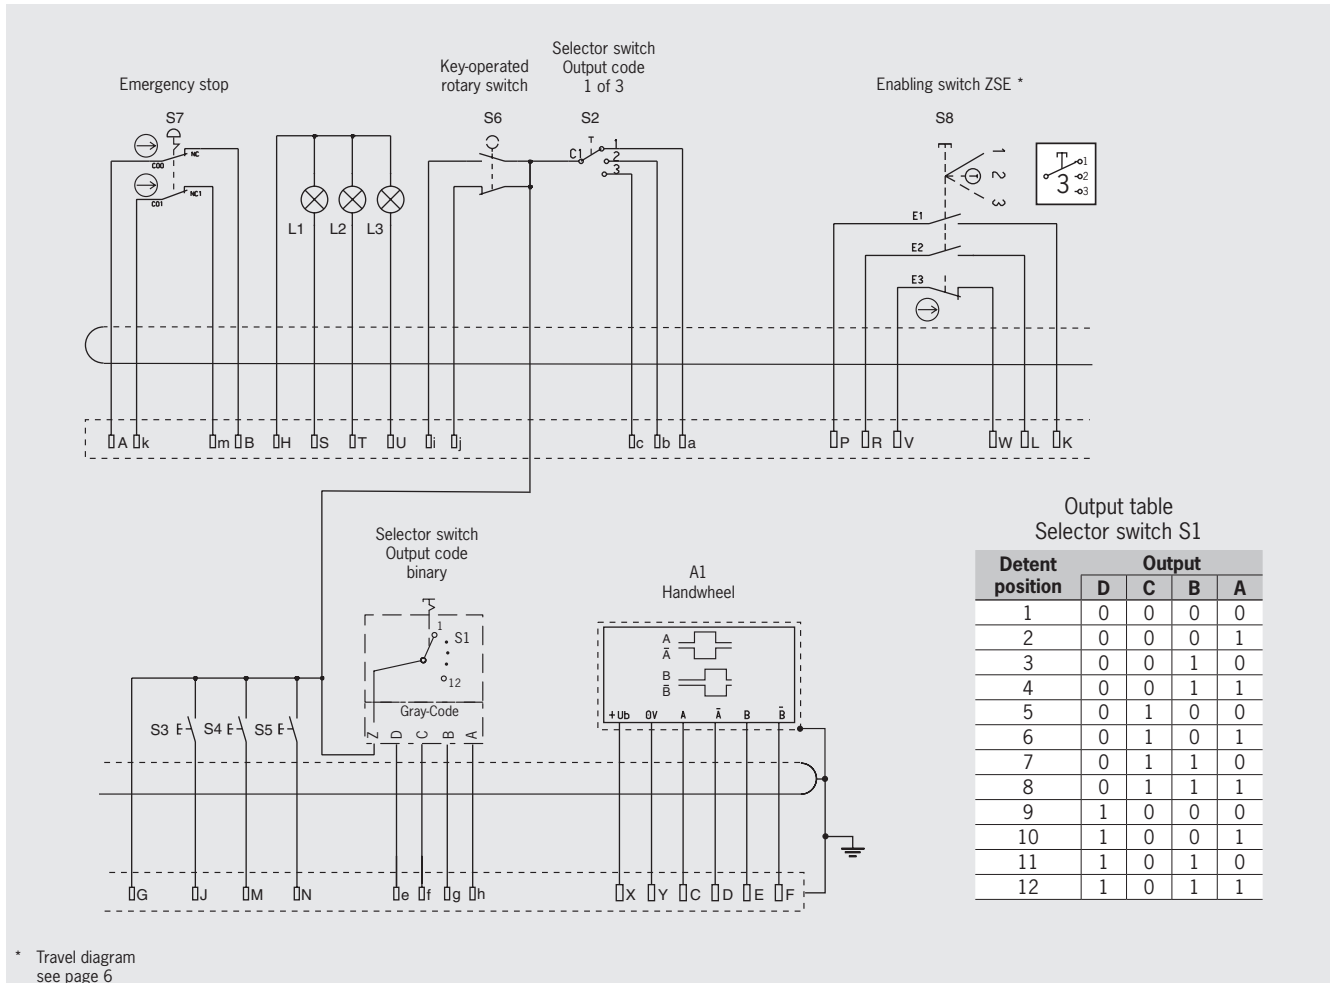 Emergency stop
S7
C00
NC
C01
NC1
L1
L2
L3
Key-operated
rotary switch
S6
Selector switch
Output code
1 of 3
S2
C1
1
2
3
Enabling switch ZSE *
S8
1
2
3
3
1
2
3
E1
E2
E3
A k m B H S T U i j c b a P R V W L K
Selector switch
Output code
binary
1
S1
12
Gray-Code
Z D C B A
S3
S4
S5
A1
Handwheel
A
A̅
B
B̅
+Ub 0V A A̅ B B̅
G J M N e f g h X Y C D E F
Output table
Selector switch S1
Detent position Output
D C B A
1 0 0 0 0
2 0 0 0 1
3 0 0 1 0
4 0 0 1 1
5 0 1 0 0
6 0 1 0 1
7 0 1 1 0
8 0 1 1 1
9 1 0 0 0
10 1 0 0 1
11 1 0 1 0
12 1 0 1 1
* Travel diagram
see page 6